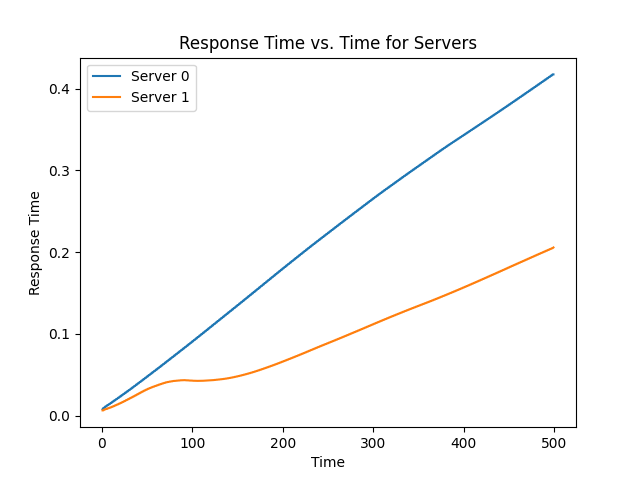 Response Time vs. Time for Servers
Server 0
Server 1
Response Time
0.4
0.3
0.2
0.1
0.0
0 100 200 300 400 500
Time